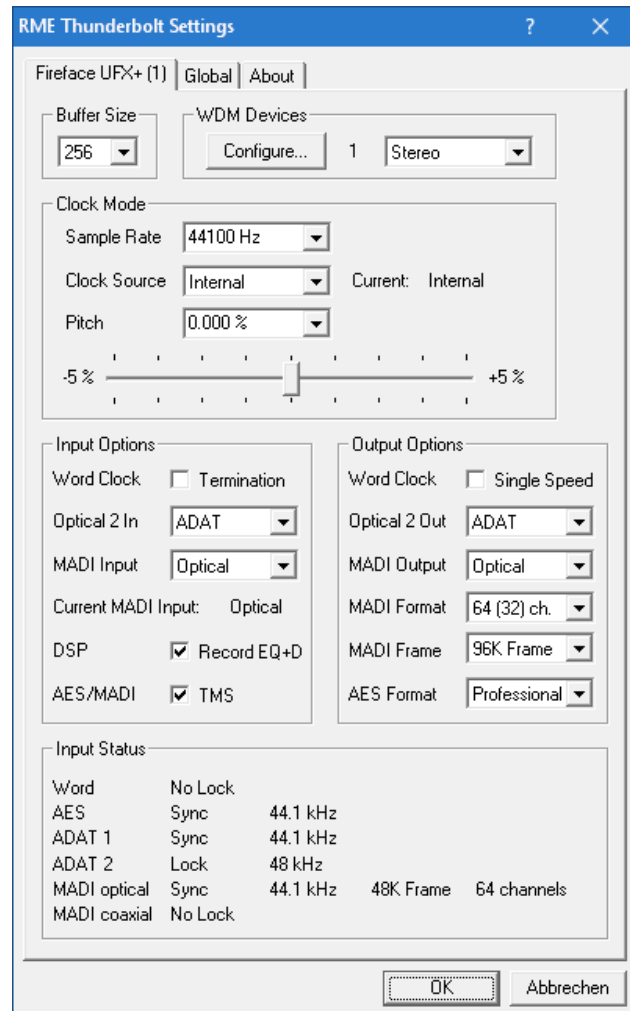 RME Thunderbolt Settings ?
Fireface UFX+ (1) Global About
Buffer Size WDM Devices
256 Configure... 1 Stereo
Clock Mode
Sample Rate 44100 Hz
Clock Source Internal Current: Internal
Pitch 0.000 %
-5 % +5 %
Input Options Output Options
Word Clock Termination Word Clock Single Speed
Optical 2 In ADAT Optical 2 Out ADAT
MADI Input Optical MADI Output Optical
Current MADI Input: Optical MADI Format 64 (32) ch.
DSP Record EQ+D MADI Frame 96K Frame
AES/MADI TMS AES Format Professional
Input Status
Word No Lock
AES Sync 44.1 kHz
ADAT 1 Sync 44.1 kHz
ADAT 2 Lock 48 kHz
MADI optical Sync 44.1 kHz 48K Frame 64 channels
MADI coaxial No Lock
OK Abbrechen